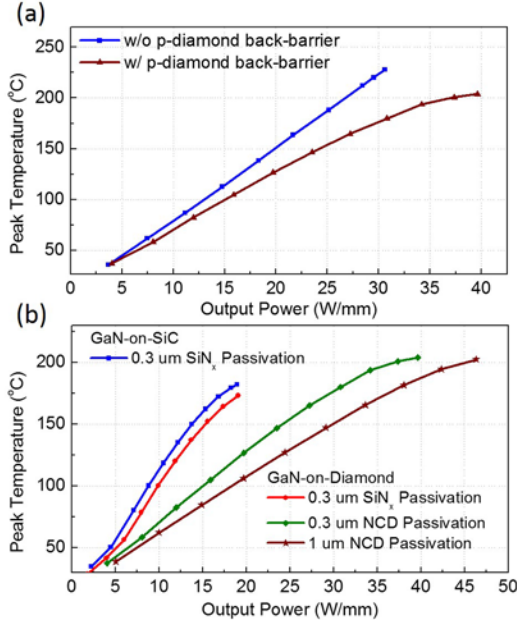 (a)
250
200
150
100
50
Peak Temperature (°C)
w/o p-diamond back-barrier
w/ p-diamond back-barrier
0 5 10 15 20 25 30 35 40
Output Power (W/mm)
(b)
200
150
100
50
Peak Temperature (°C)
GaN-on-SiC
0.3 um SiNx Passivation
GaN-on-Diamond
0.3 um SiNx Passivation
0.3 um NCD Passivation
1 um NCD Passivation
0 5 10 15 20 25 30 35 40 45 50
Output Power (W/mm)